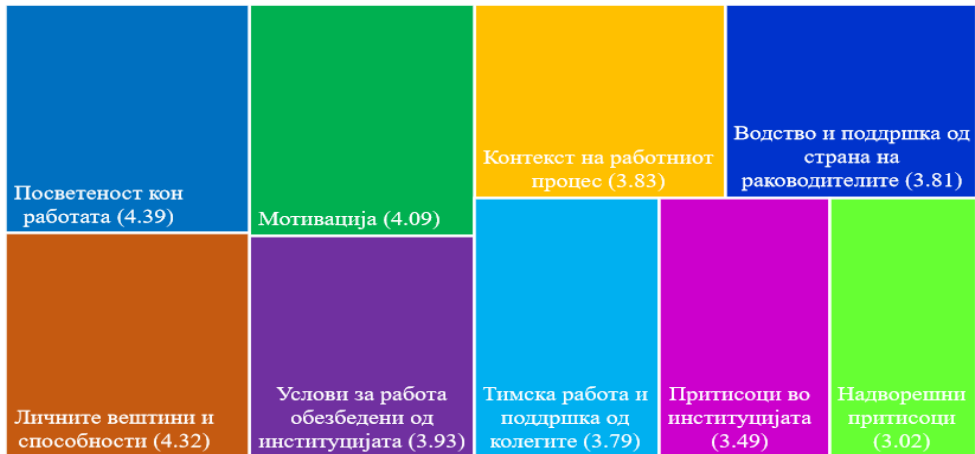 Посветеност кон
работата (4.39)
Мотивација (4.09)
Контекст на работниот
процес (3.83)
Водство и поддршка од
страна на
раководителите (3.81)
Личните вештини и
способности (4.32)
Услови за работа
обезбедени од
институцијата (3.93)
Тимска работа и
поддршка од
колегите (3.79)
Притисоци во
институцијата
(3.49)
Надворешни
притисоци
(3.02)